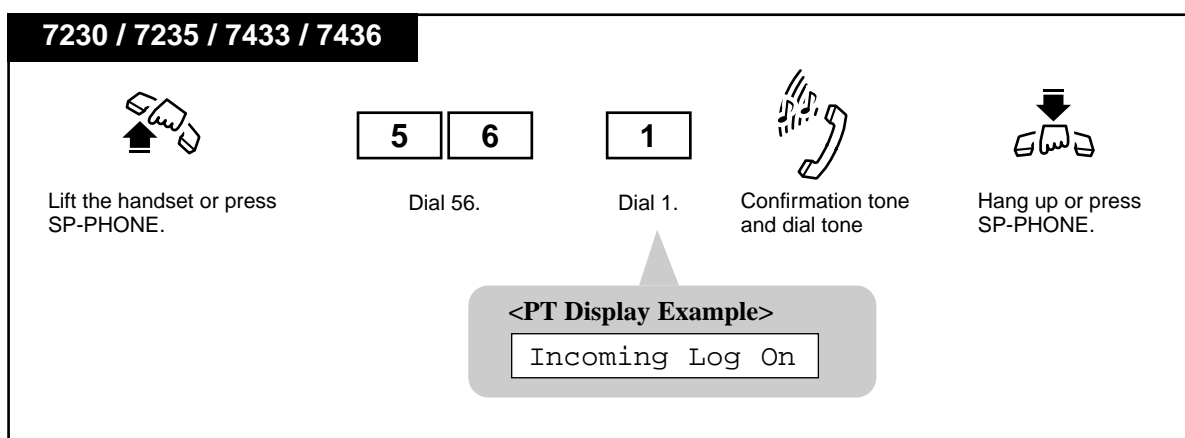 7230 / 7235 / 7433 / 7436
5 6 1
Lift the handset or press
SP-PHONE.
Dial 56.
Dial 1.
Confirmation tone
and dial tone
Hang up or press
SP-PHONE.
<PT Display Example>
Incoming Log On